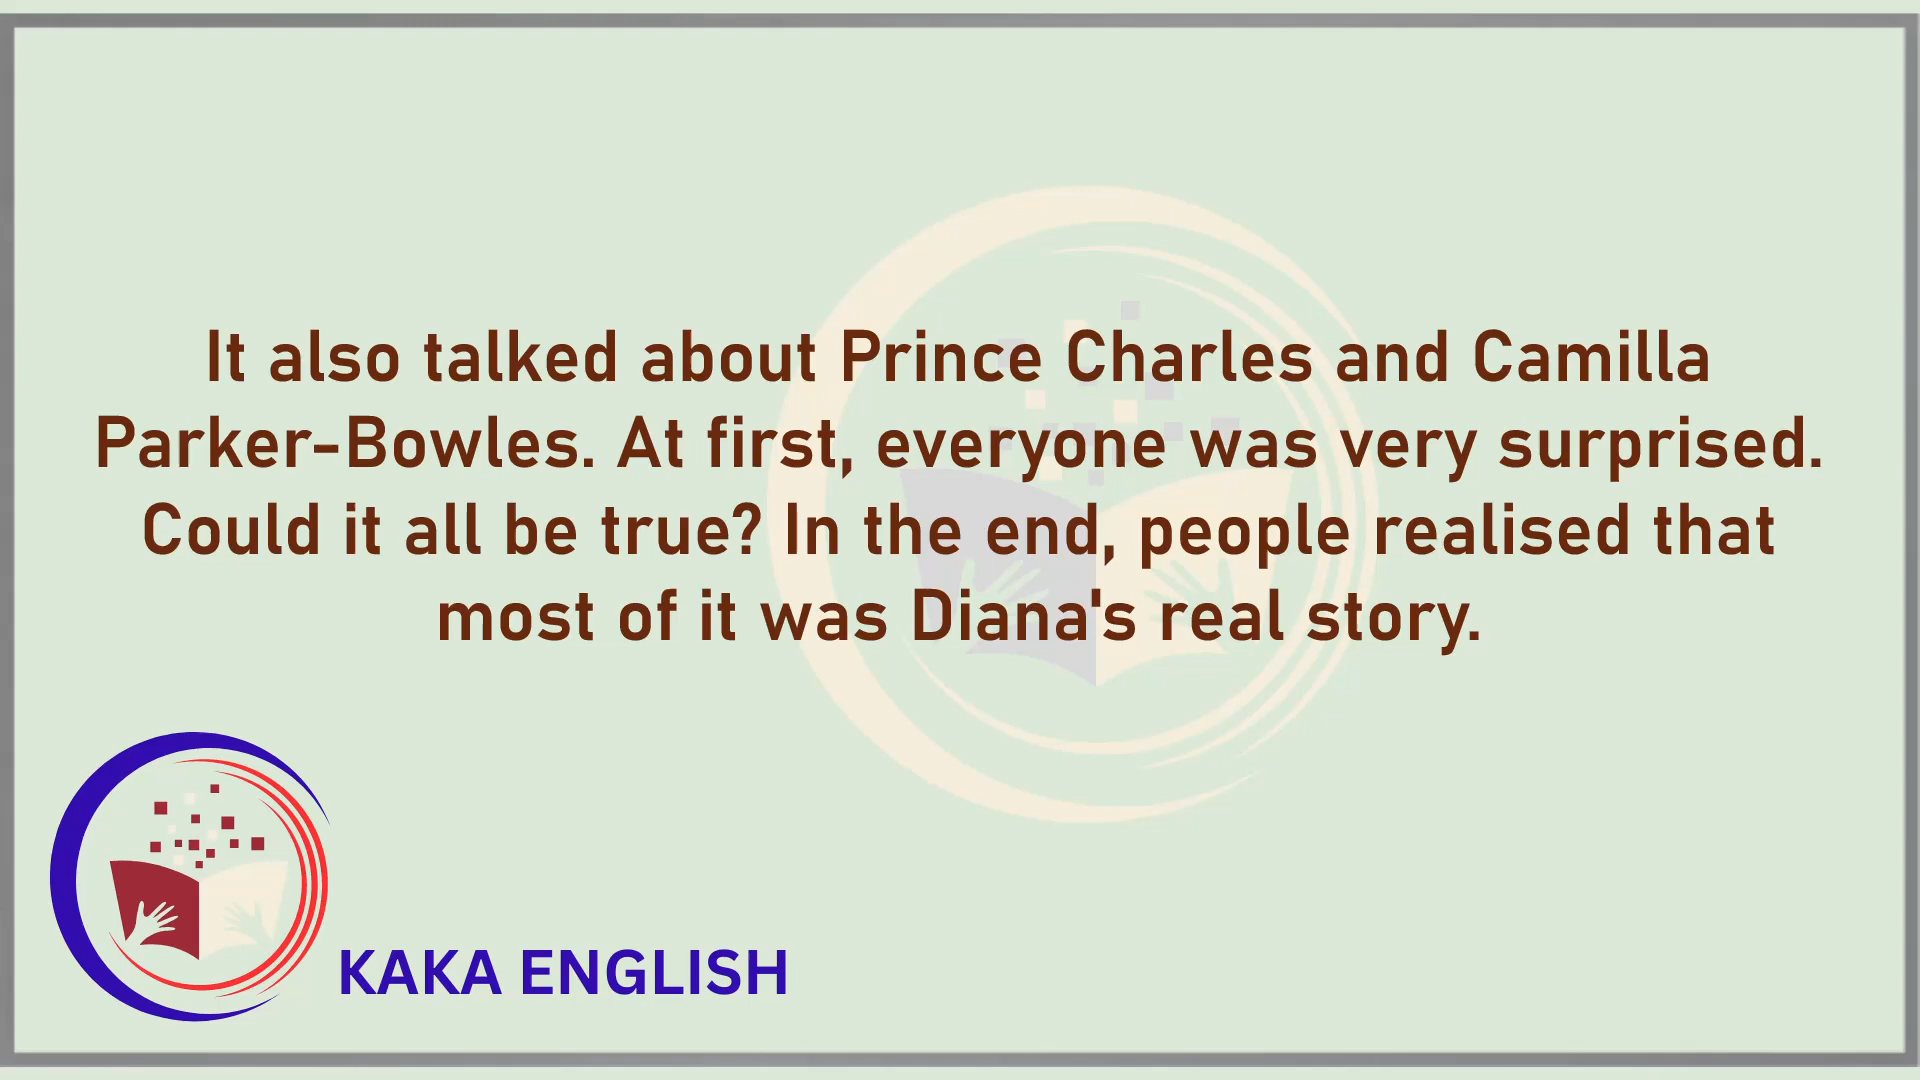 It also talked about Prince Charles and Camilla
Parker-Bowles. At first, everyone was very surprised.
Could it all be true? In the end, people realised that
most of it was Diana's real story.
KAKA ENGLISH